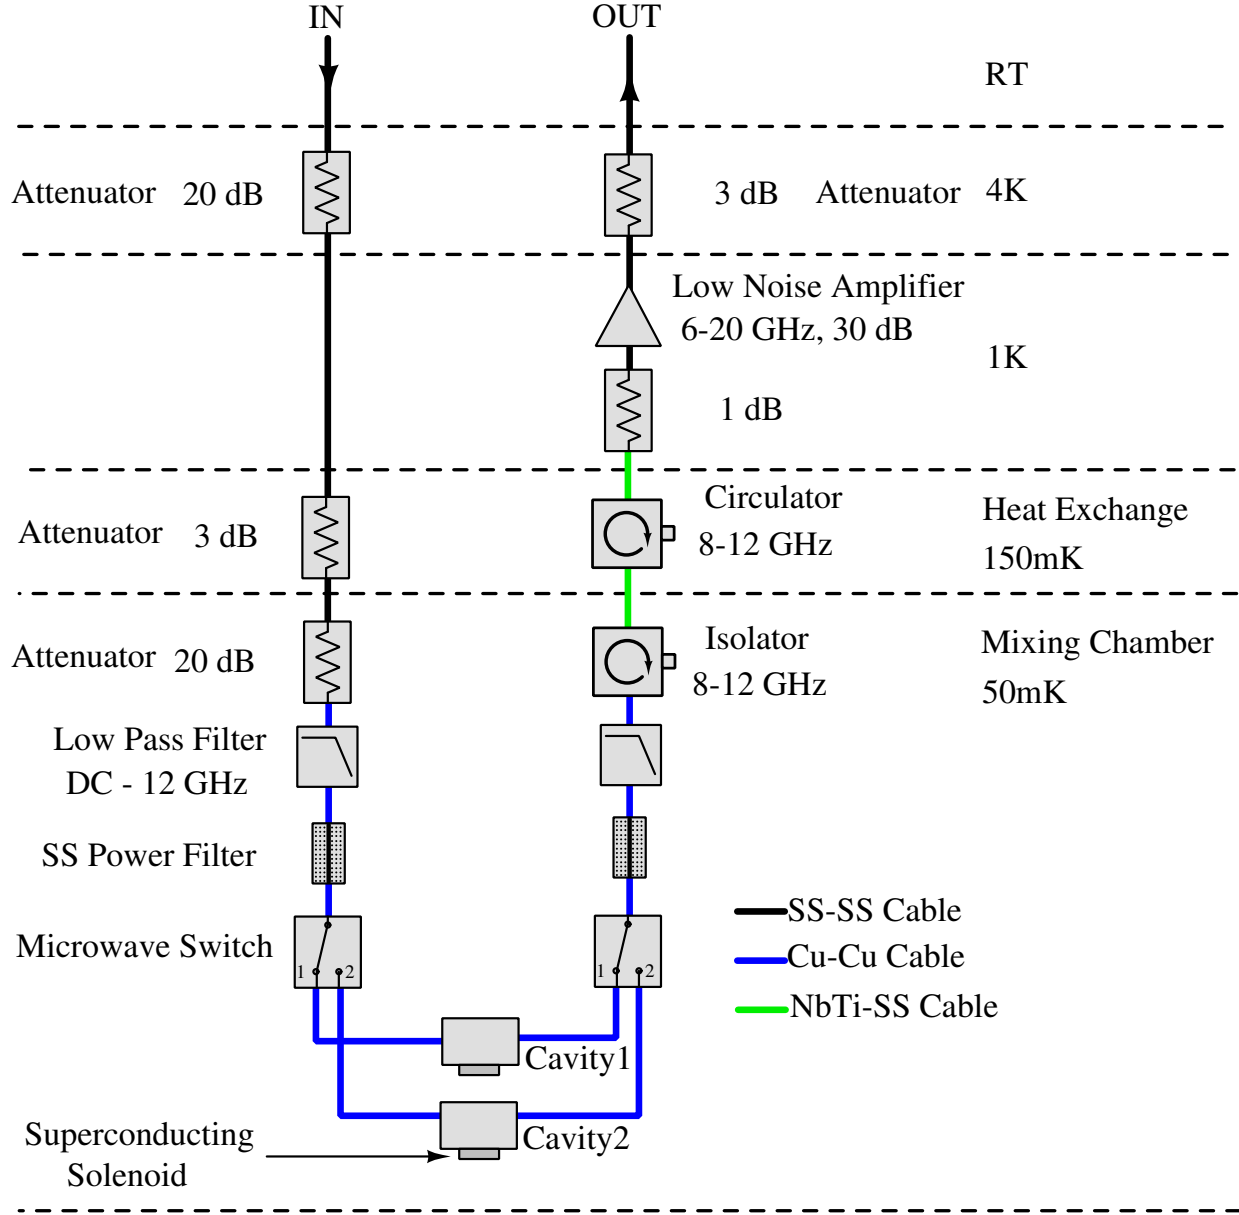 IN
OUT
RT
Attenuator 20 dB
3 dB Attenuator 4K
Low Noise Amplifier
6-20 GHz, 30 dB
1K
1 dB
Circulator
8-12 GHz
Heat Exchange
150mK
Attenuator 3 dB
Isolator
8-12 GHz
Mixing Chamber
50mK
Attenuator 20 dB
Low Pass Filter
DC - 12 GHz
SS Power Filter
Microwave Switch
1 2
1 2
SS-SS Cable
Cu-Cu Cable
NbTi-SS Cable
Cavity1
Cavity2
Superconducting
Solenoid